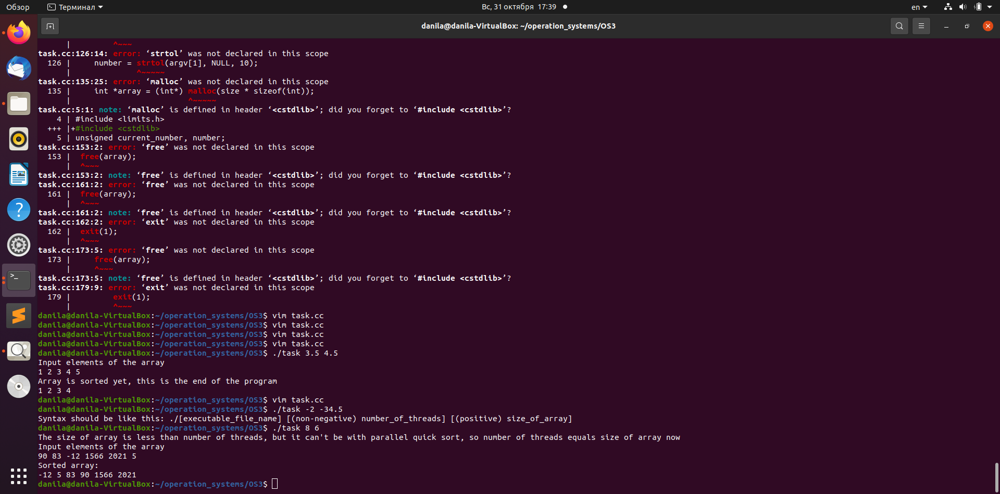 Обзор
Терминал
Вс, 31 октября 17:39
en
danila@danila-VirtualBox: ~/operation_systems/OS3
      |         ^~~~
task.cc:126:14: error: ‘strtol’ was not declared in this scope
  126 |     number = strtol(argv[1], NULL, 10);
      |              ^~~~~~
task.cc:135:25: error: ‘malloc’ was not declared in this scope
  135 |     int *array = (int*) malloc(size * sizeof(int));
      |                         ^~~~~~
task.cc:5:1: note: ‘malloc’ is defined in header ‘<cstdlib>’; did you forget to ‘#include <cstdlib>’?
    4 | #include <limits.h>
  +++ |+#include <cstdlib>
    5 | unsigned current_number, number;
task.cc:153:2: error: ‘free’ was not declared in this scope
  153 |  free(array);
      |  ^~~~
task.cc:153:2: note: ‘free’ is defined in header ‘<cstdlib>’; did you forget to ‘#include <cstdlib>’?
task.cc:161:2: error: ‘free’ was not declared in this scope
  161 |  free(array);
      |  ^~~~
task.cc:161:2: note: ‘free’ is defined in header ‘<cstdlib>’; did you forget to ‘#include <cstdlib>’?
task.cc:162:2: error: ‘exit’ was not declared in this scope
  162 |  exit(1);
      |  ^~~~
task.cc:173:5: error: ‘free’ was not declared in this scope
  173 |     free(array);
      |     ^~~~
task.cc:173:5: note: ‘free’ is defined in header ‘<cstdlib>’; did you forget to ‘#include <cstdlib>’?
task.cc:179:9: error: ‘exit’ was not declared in this scope
  179 |         exit(1);
      |         ^~~~
danila@danila-VirtualBox:~/operation_systems/OS3$ vim task.cc
danila@danila-VirtualBox:~/operation_systems/OS3$ vim task.cc
danila@danila-VirtualBox:~/operation_systems/OS3$ vim task.cc
danila@danila-VirtualBox:~/operation_systems/OS3$ vim task.cc
danila@danila-VirtualBox:~/operation_systems/OS3$ ./task 3.5 4.5
Input elements of the array
1 2 3 4 5
Array is sorted yet, this is the end of the program
1 2 3 4
danila@danila-VirtualBox:~/operation_systems/OS3$ vim task.cc
danila@danila-VirtualBox:~/operation_systems/OS3$ ./task -2 -34.5
Syntax should be like this: ./[executable_file_name] [(non-negative) number_of_threads] [(positive) size_of_array]
danila@danila-VirtualBox:~/operation_systems/OS3$ ./task 8 6
The size of array is less than number of threads, but it can't be with parallel quick sort, so number of threads equals size of array now
Input elements of the array
90 83 -12 1566 2021 5
Sorted array:
-12 5 83 90 1566 2021
danila@danila-VirtualBox:~/operation_systems/OS3$